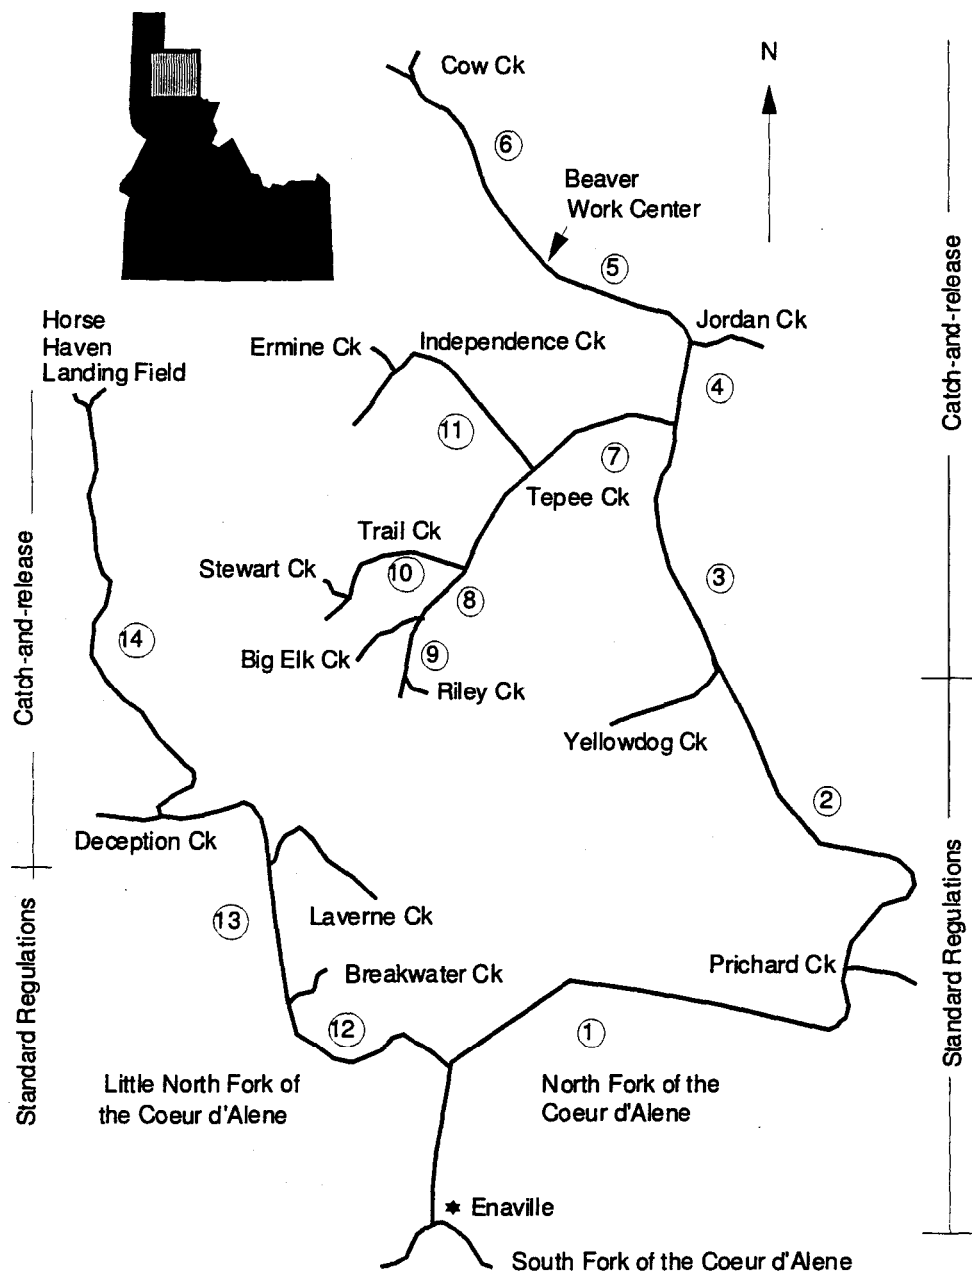 Cow Ck
N
6
Beaver
Work Center
5
Jordan Ck
Catch-and-release
Horse
Haven
Landing Field
Ermine Ck
Independence Ck
4
11
7
Tepee Ck
Trail Ck
Stewart Ck
10
8
3
Catch-and-release
14
Big Elk Ck
9
Riley Ck
Yellowdog Ck
2
Deception Ck
13
Laverne Ck
Standard Regulations
Breakwater Ck
Prichard Ck
Standard Regulations
12
1
Little North Fork of
the Coeur d'Alene
North Fork of the
Coeur d'Alene
Enaville
South Fork of the Coeur d'Alene